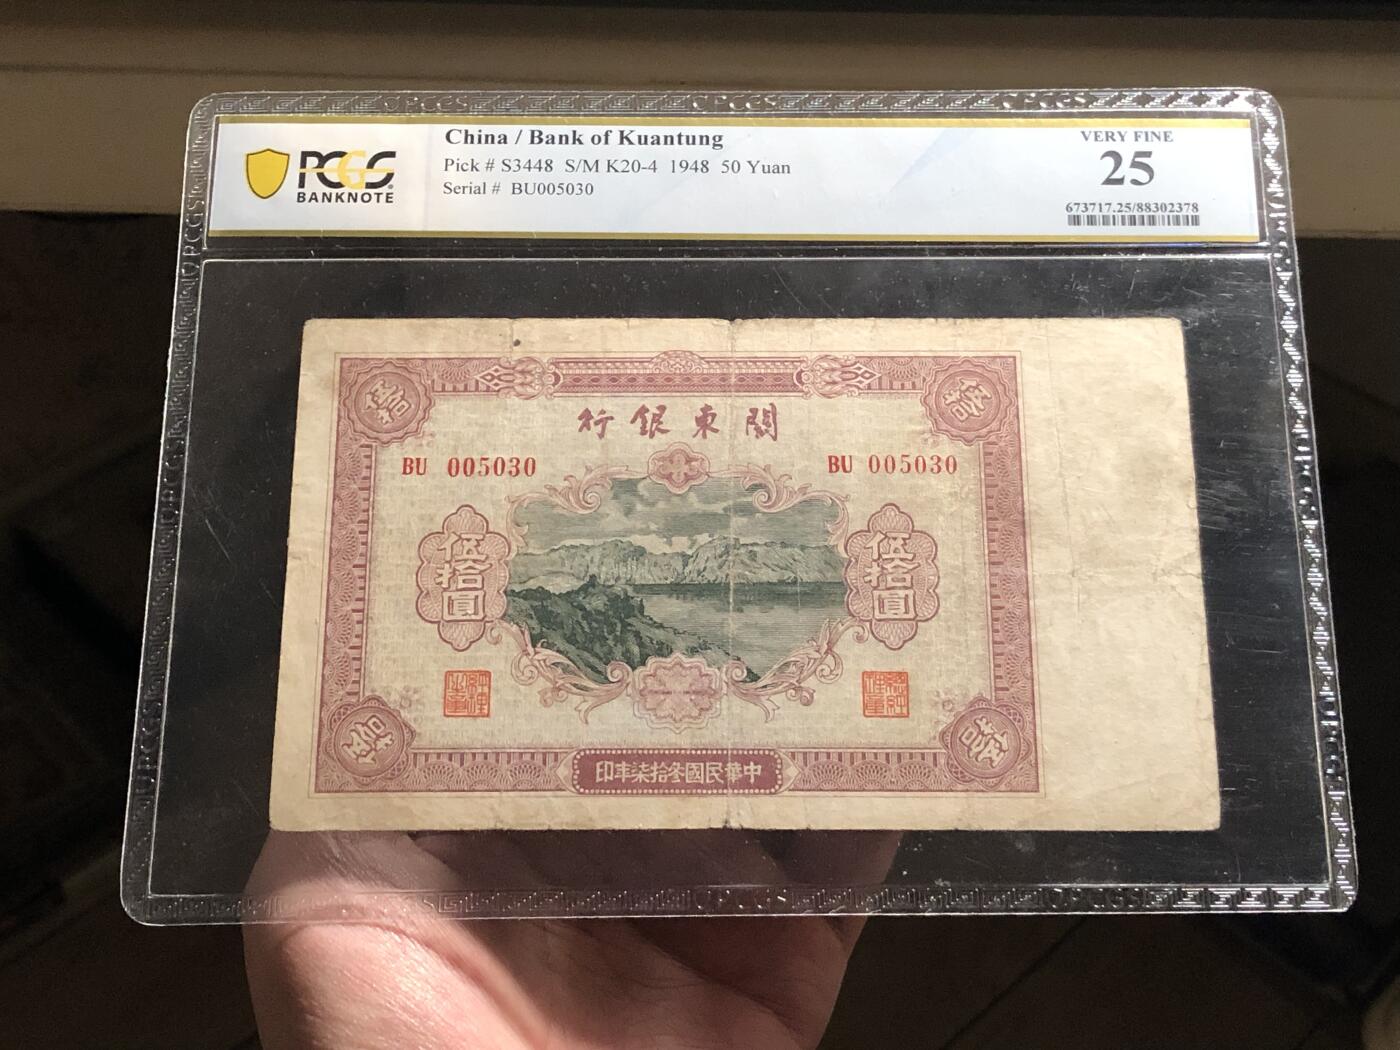 PCGS
BANKNOTE
China / Bank of Kuantung
Pick # S3448 S/M K20-4 1948 50 Yuan
Serial # BU005030
VERY FINE
25
673717.25/88302378
行銀東關
BU 005030
BU 005030
伍拾圓
伍拾圓
印年柒拾叁國民華中